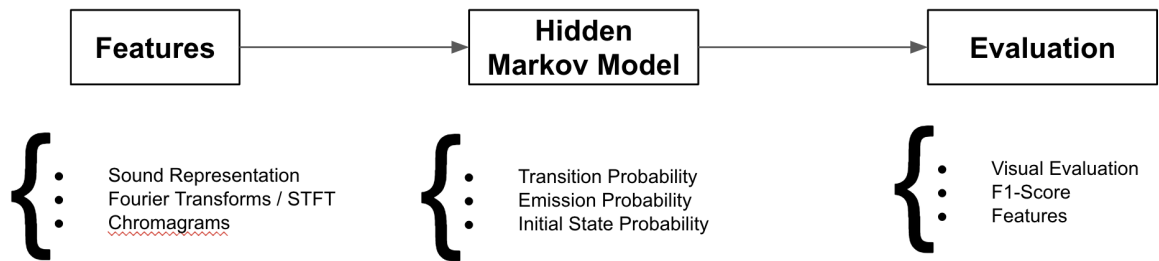 Features
Hidden
Markov Model
Evaluation
Sound Representation
Fourier Transforms / STFT
Chromagrams
Transition Probability
Emission Probability
Initial State Probability
Visual Evaluation
F1-Score
Features